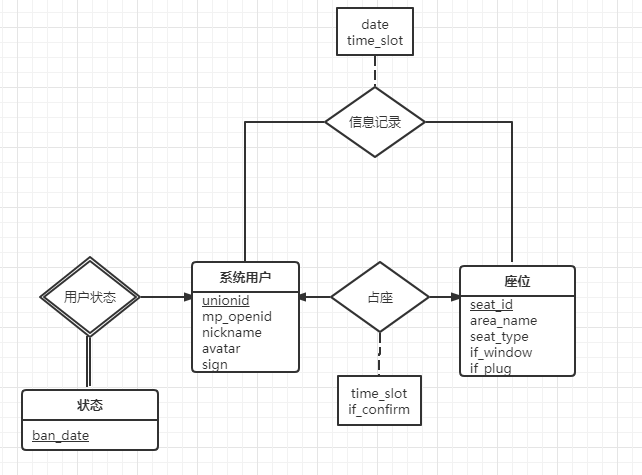 date
time_slot
信息记录
用户状态
系统用户
unionid
mp_openid
nickname
avatar
sign
占座
座位
seat_id
area_name
seat_type
if_window
if_plug
time_slot
if_confirm
状态
ban_date